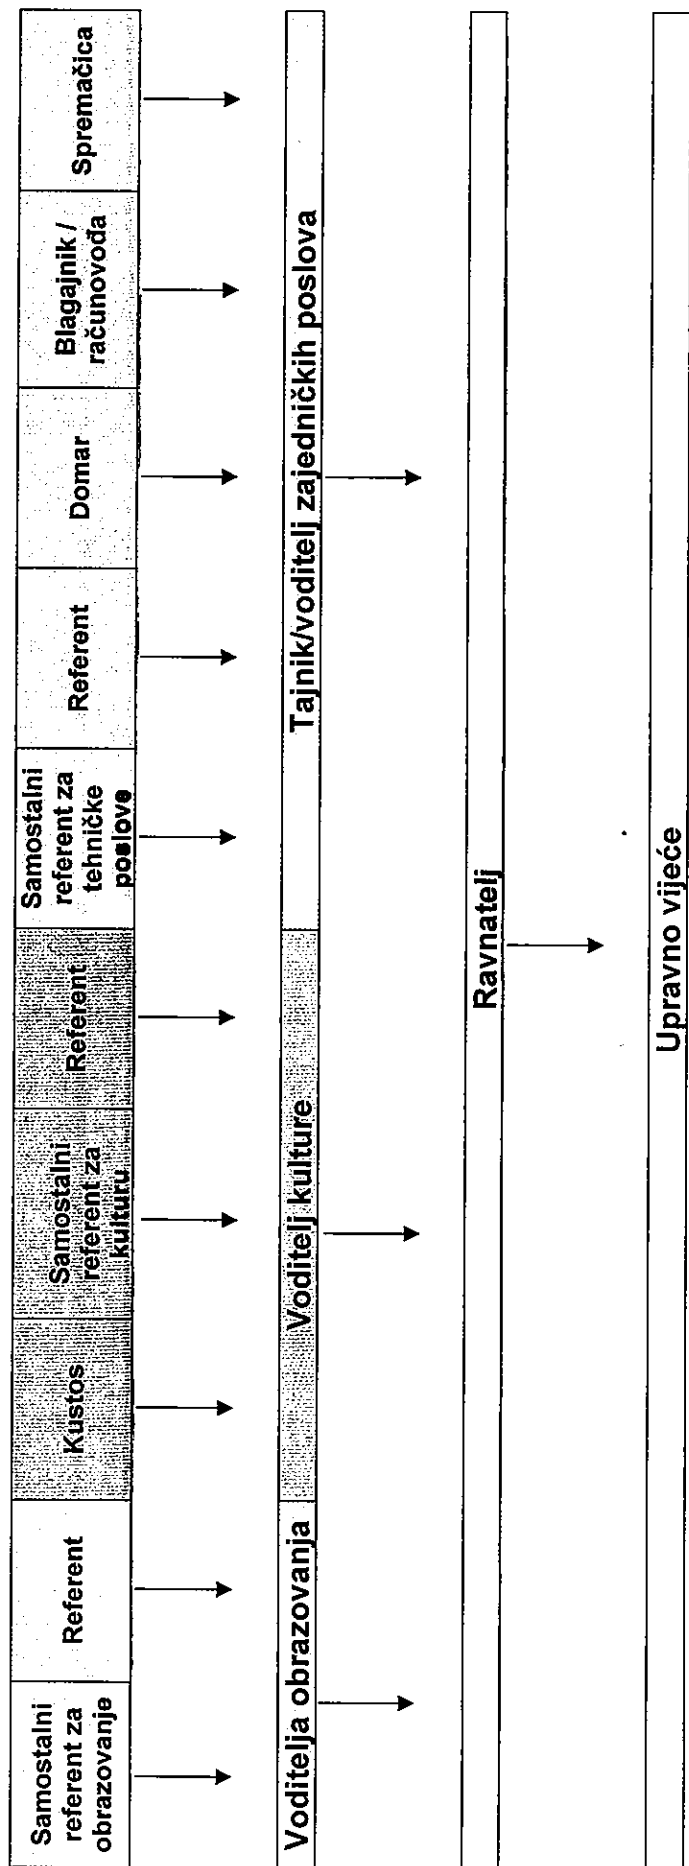 Samostalni
referent za
obrazovanje
Referent
Kustos
Samostalni
referent za
kulturu
Referent
Samostalni
referent za
tehničke
poslove
Referent
Domar
Blagajnik /
računovođa
Spremačica
Voditelja obrazovanja
Voditelj kulture
Tajnik/voditelj zajedničkih poslova
Ravnatelj
Upravno vijeće